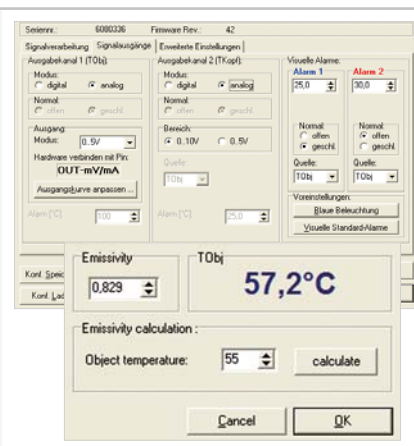 Seriennr.: 6080336 Firmware Rev.: 42
Signalverarbeitung Signalausgänge Erweiterte Einstellungen
Ausgabekanal 1 (TObj): Ausgabekanal 2 (TKopf): Visuelle Alarme:
Modus: Modus: Alarm 1 Alarm 2
digital analog digital analog 25,0 30,0
Normal: Normal: Normal: Normal:
offen geschl. offen geschl. offen offen
geschl. geschl.
Ausgang: Bereich: Quelle: Quelle:
Modus: 0..5V 0..10V 0..5V TObj TObj
Hardware verbinden mit Pin: Quelle:
OUT-mV/mA TObj Voreinstellungen:
Ausgangskurve anpassen ... Blaue Beleuchtung
Alarm [°C] 100 Alarm [°C] 25,0 Visuelle Standard-Alarme
Konf. Speic
Konf. Lad
Emissivity TObj
0,829 57,2°C
Emissivity calculation :
Object temperature: 55 calculate
Cancel OK